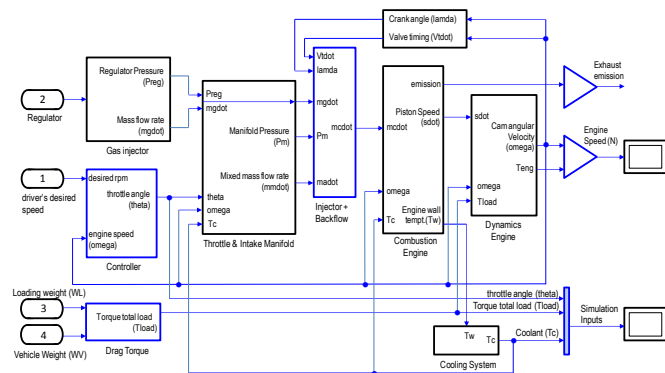 Crank angle (lamda)
Valve timing (Vtdot)
Vtdot
lamda
mgdot
mcdot
Pm
madot
Injector +
Backflow
Regulator Pressure
(Preg)
Mass flow rate
(mgdot)
Gas injector
2
Regulator
Preg
mgdot
Manifold Pressure
(Pm)
Mixed mass flow rate
(mmdot)
theta
omega
Tc
Throttle & Intake Manifold
emission
Piston Speed
(sdot)
mcdot
omega
Engine wall
tempt.(Tw)
Tc
Combustion
Engine
sdot
Cam angular
Velocity
(omega)
Teng
omega
Tload
Dynamics
Engine
Exhaust
emission
Engine
Speed (N)
1
driver's desired
speed
desired rpm
throttle angle
(theta)
engine speed
(omega)
Controller
Loading weight (WL)
3
4
Vehicle Weight (WV)
Torque total load
(Tload)
Drag Torque
throttle angle (theta)
Torque total load (Tload)
Coolant (Tc)
Simulation
Inputs
Tw
Tc
Cooling System